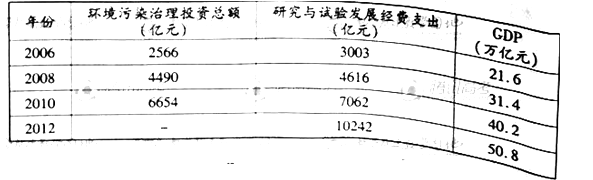 年份 环境污染治理投资总额(亿元) 研究与试验发展经费支出(亿元) GDP(万亿元)
2006 2566 3003 21.6
2008 4490 4616 31.4
2010 6654 7062 40.2
2012 – 10242 50.8